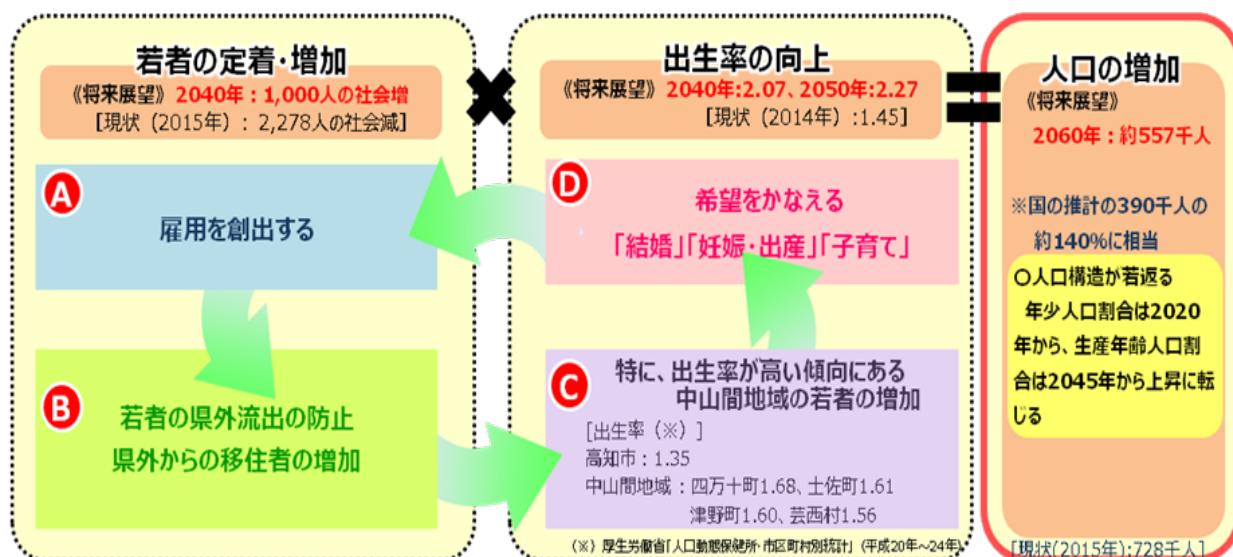 若者の定着・増加
《将来展望》 2040年：1,000人の社会増
[現状（2015年）：2,278人の社会減]
×
出生率の向上
《将来展望》 2040年:2.07、2050年:2.27
[現状（2014年）:1.45]
=
人口の増加
《将来展望》
2060年：約557千人
※国の推計の390千人の
約140%に相当
○人口構造が若返る
年少人口割合は2020
年から、生産年齢人口割
合は2045年から上昇に転
じる
[現状(2015年):728千人]
A
雇用を創出する
B
若者の県外流出の防止
県外からの移住者の増加
C
特に、出生率が高い傾向にある
中山間地域の若者の増加
[出生率（※）]
高知市：1.35
中山間地域：四万十町1.68、土佐町1.61
津野町1.60、芸西村1.56
D
希望をかなえる
「結婚」「妊娠・出産」「子育て」
（※）厚生労働省「人口動態保健所・市区町村別統計」（平成20年～24年）